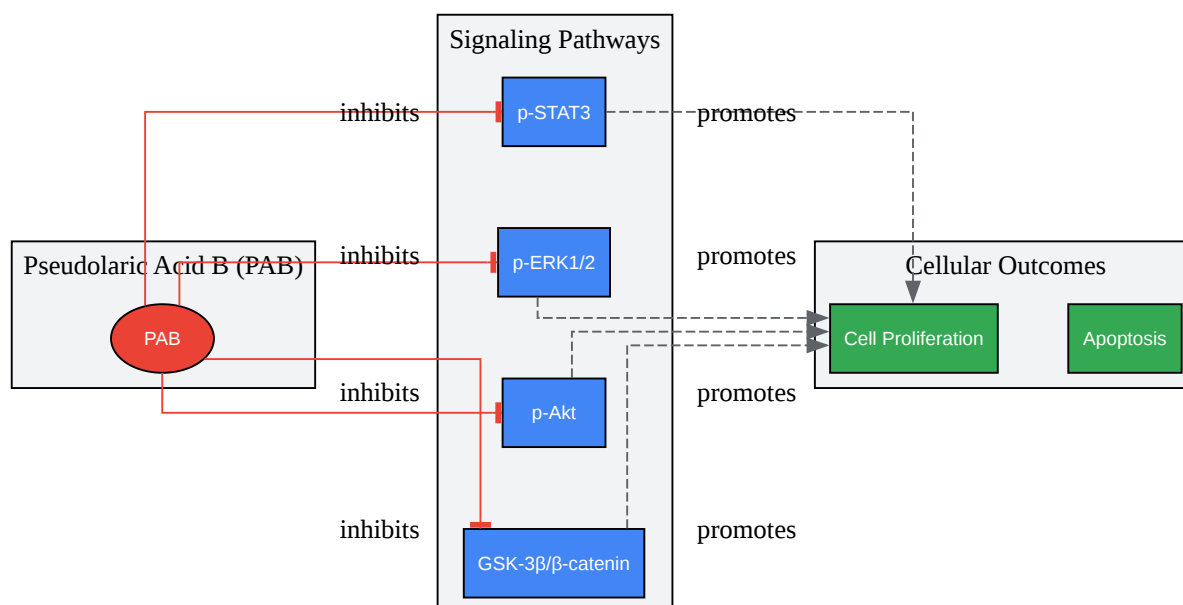 Signaling Pathways
inhibits
p-STAT3
promotes
inhibits
p-ERK1/2
promotes
Pseudolaric Acid B (PAB)
Cellular Outcomes
PAB
Cell Proliferation
Apoptosis
inhibits
p-Akt
promotes
inhibits
promotes
GSK-3β/β-catenin